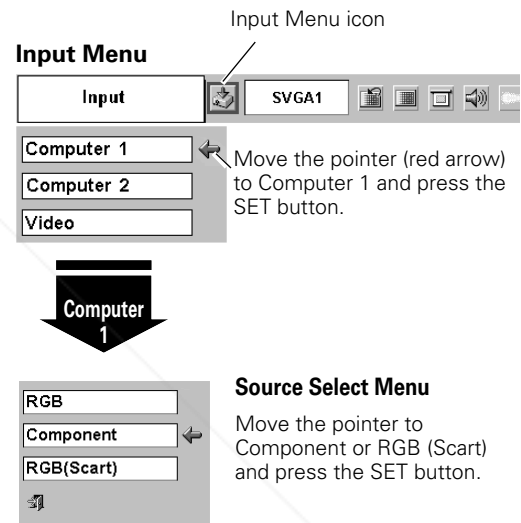 Input Menu icon
Input Menu
Input
SVGA1
Computer 1
Computer 2
Video
Move the pointer (red arrow)
to Computer 1 and press the
SET button.
Computer
1
RGB
Component
RGB(Scart)
Source Select Menu
Move the pointer to
Component or RGB (Scart)
and press the SET button.